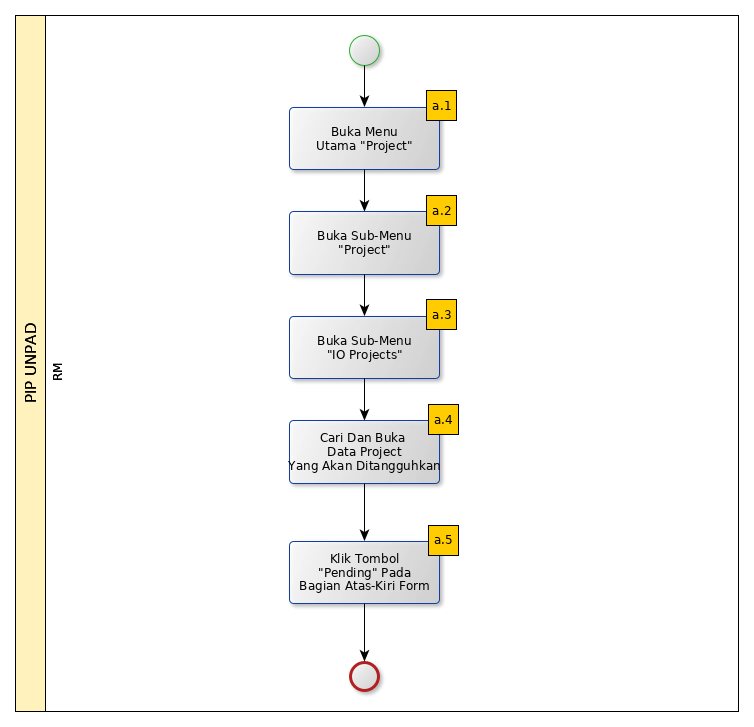 PIP UNPAD
RM
a.1
Buka Menu
Utama "Project"
a.2
Buka Sub-Menu
"Project"
a.3
Buka Sub-Menu
"IO Projects"
a.4
Cari Dan Buka
Data Project
Yang Akan Ditangguhkan
a.5
Klik Tombol
"Pending" Pada
Bagian Atas-Kiri Form